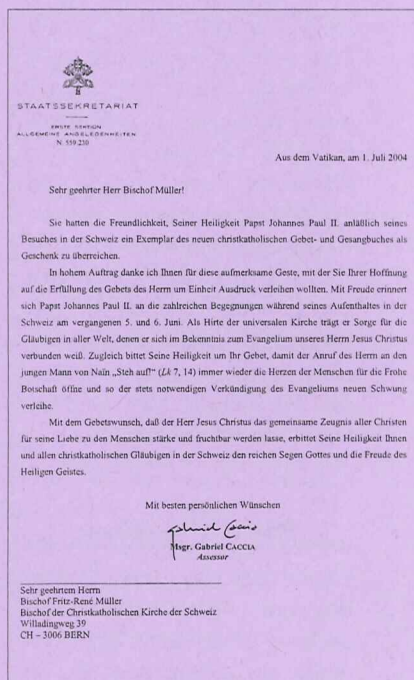 STAATSSEKRETARIAT
ERSTE SEKTION
ALLGEMEINE ANGELEGENHEITEN
N. 559.230
Aus dem Vatikan, am 1. Juli 2004
Sehr geehrter Herr Bischof Müller!
Sie hatten die Freundlichkeit, Seiner Heiligkeit Papst Johannes Paul II. anläßlich seines
Besuches in der Schweiz ein Exemplar des neuen christkatholischen Gebet- und Gesangbuches als
Geschenk zu überreichen.
In hohem Auftrag danke ich Ihnen für diese aufmerksame Geste, mit der Sie Ihrer Hoffnung
auf die Erfüllung des Gebets des Herrn um Einheit Ausdruck verleihen wollten. Mit Freude erinnert
sich Papst Johannes Paul II. an die zahlreichen Begegnungen während seines Aufenthaltes in der
Schweiz am vergangenen 5. und 6. Juni. Als Hirte der universalen Kirche trägt er Sorge für die
Gläubigen in aller Welt, denen er sich im Bekenntnis zum Evangelium unseres Herrn Jesus Christus
verbunden weiß. Zugleich bittet Seine Heiligkeit um Ihr Gebet, damit der Anruf des Herrn an den
jungen Mann von Naïn „Steh auf!" (Lk 7, 14) immer wieder die Herzen der Menschen für die Frohe
Botschaft öffne und so der stets notwendigen Verkündigung des Evangeliums neuen Schwung
verleihe.
Mit dem Gebetswunsch, daß der Herr Jesus Christus das gemeinsame Zeugnis aller Christen
für seine Liebe zu den Menschen stärke und fruchtbar werden lasse, erbittet Seine Heiligkeit Ihnen
und allen christkatholischen Gläubigen in der Schweiz den reichen Segen Gottes und die Freude des
Heiligen Geistes.
Mit besten persönlichen Wünschen
Gabriel Caccia
Msgr. Gabriel CACCIA
Assessor
Sehr geehrtem Herrn
Bischof Fritz-René Müller
Bischof der Christkatholischen Kirche der Schweiz
Willadingweg 39
CH – 3006 BERN